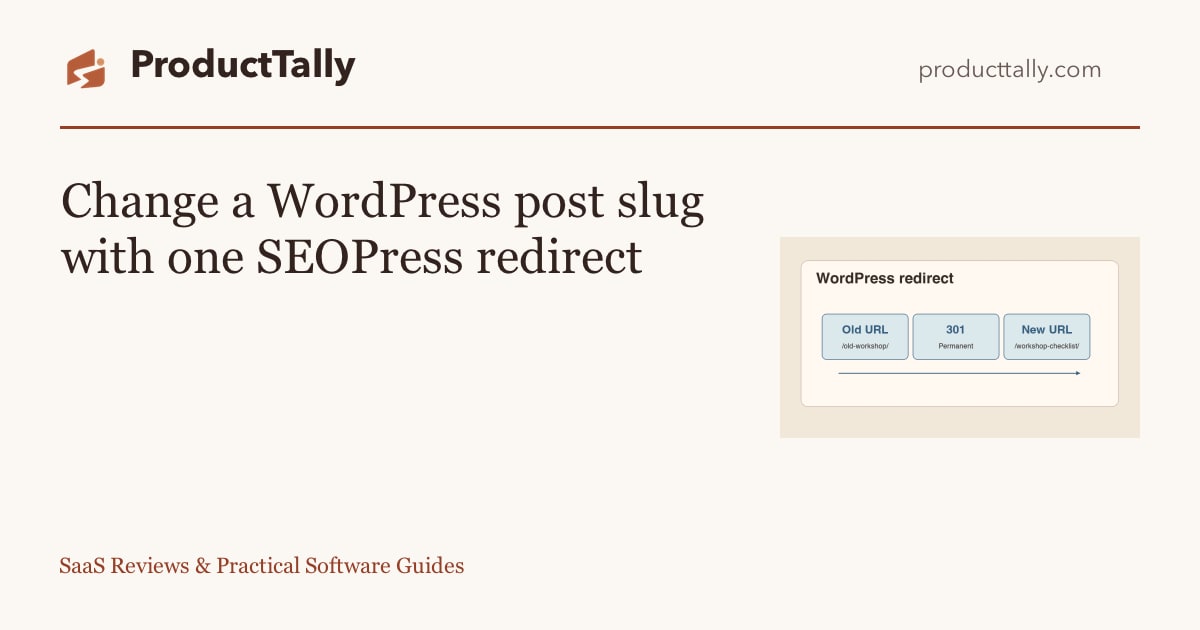 ProductTally
producttally.com
Change a WordPress post slug
with one SEOPress redirect
WordPress redirect
Old URL
/old-workshop/
301
Permanent
New URL
/workshop-checklist/
SaaS Reviews & Practical Software Guides